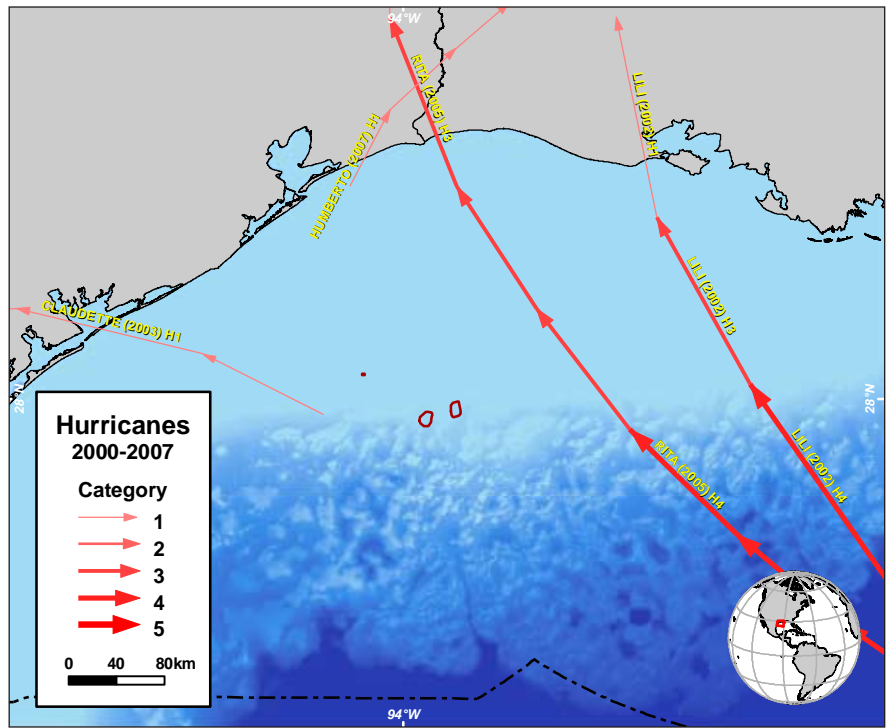 94°W
RITA (2005) H3
LILI (2002) H1
HUMBERTO (2007) H1
LILI (2002) H3
CLAUDETTE (2003) H1
28°N
28°N
Hurricanes
2000-2007
Category
1
2
3
4
5
0 40 80km
LILI (2002) H4
RITA (2005) H4
94°W